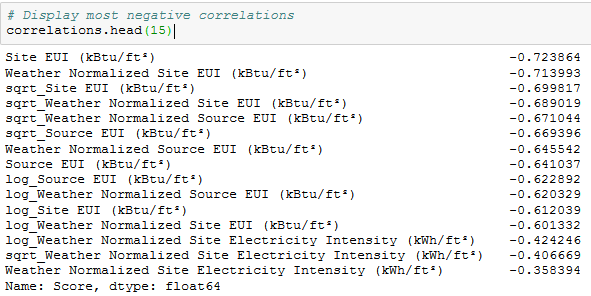 # Display most negative correlations
correlations.head(15)
Site EUI (kBtu/ft²) -0.723864
Weather Normalized Site EUI (kBtu/ft²) -0.713993
sqrt_Site EUI (kBtu/ft²) -0.699817
sqrt_Weather Normalized Site EUI (kBtu/ft²) -0.689019
sqrt_Weather Normalized Source EUI (kBtu/ft²) -0.671044
sqrt_Source EUI (kBtu/ft²) -0.669396
Weather Normalized Source EUI (kBtu/ft²) -0.645542
Source EUI (kBtu/ft²) -0.641037
log_Source EUI (kBtu/ft²) -0.622892
log_Weather Normalized Source EUI (kBtu/ft²) -0.620329
log_Site EUI (kBtu/ft²) -0.612039
log_Weather Normalized Site EUI (kBtu/ft²) -0.601332
log_Weather Normalized Site Electricity Intensity (kWh/ft²) -0.424246
sqrt_Weather Normalized Site Electricity Intensity (kWh/ft²) -0.406669
Weather Normalized Site Electricity Intensity (kWh/ft²) -0.358394
Name: Score, dtype: float64